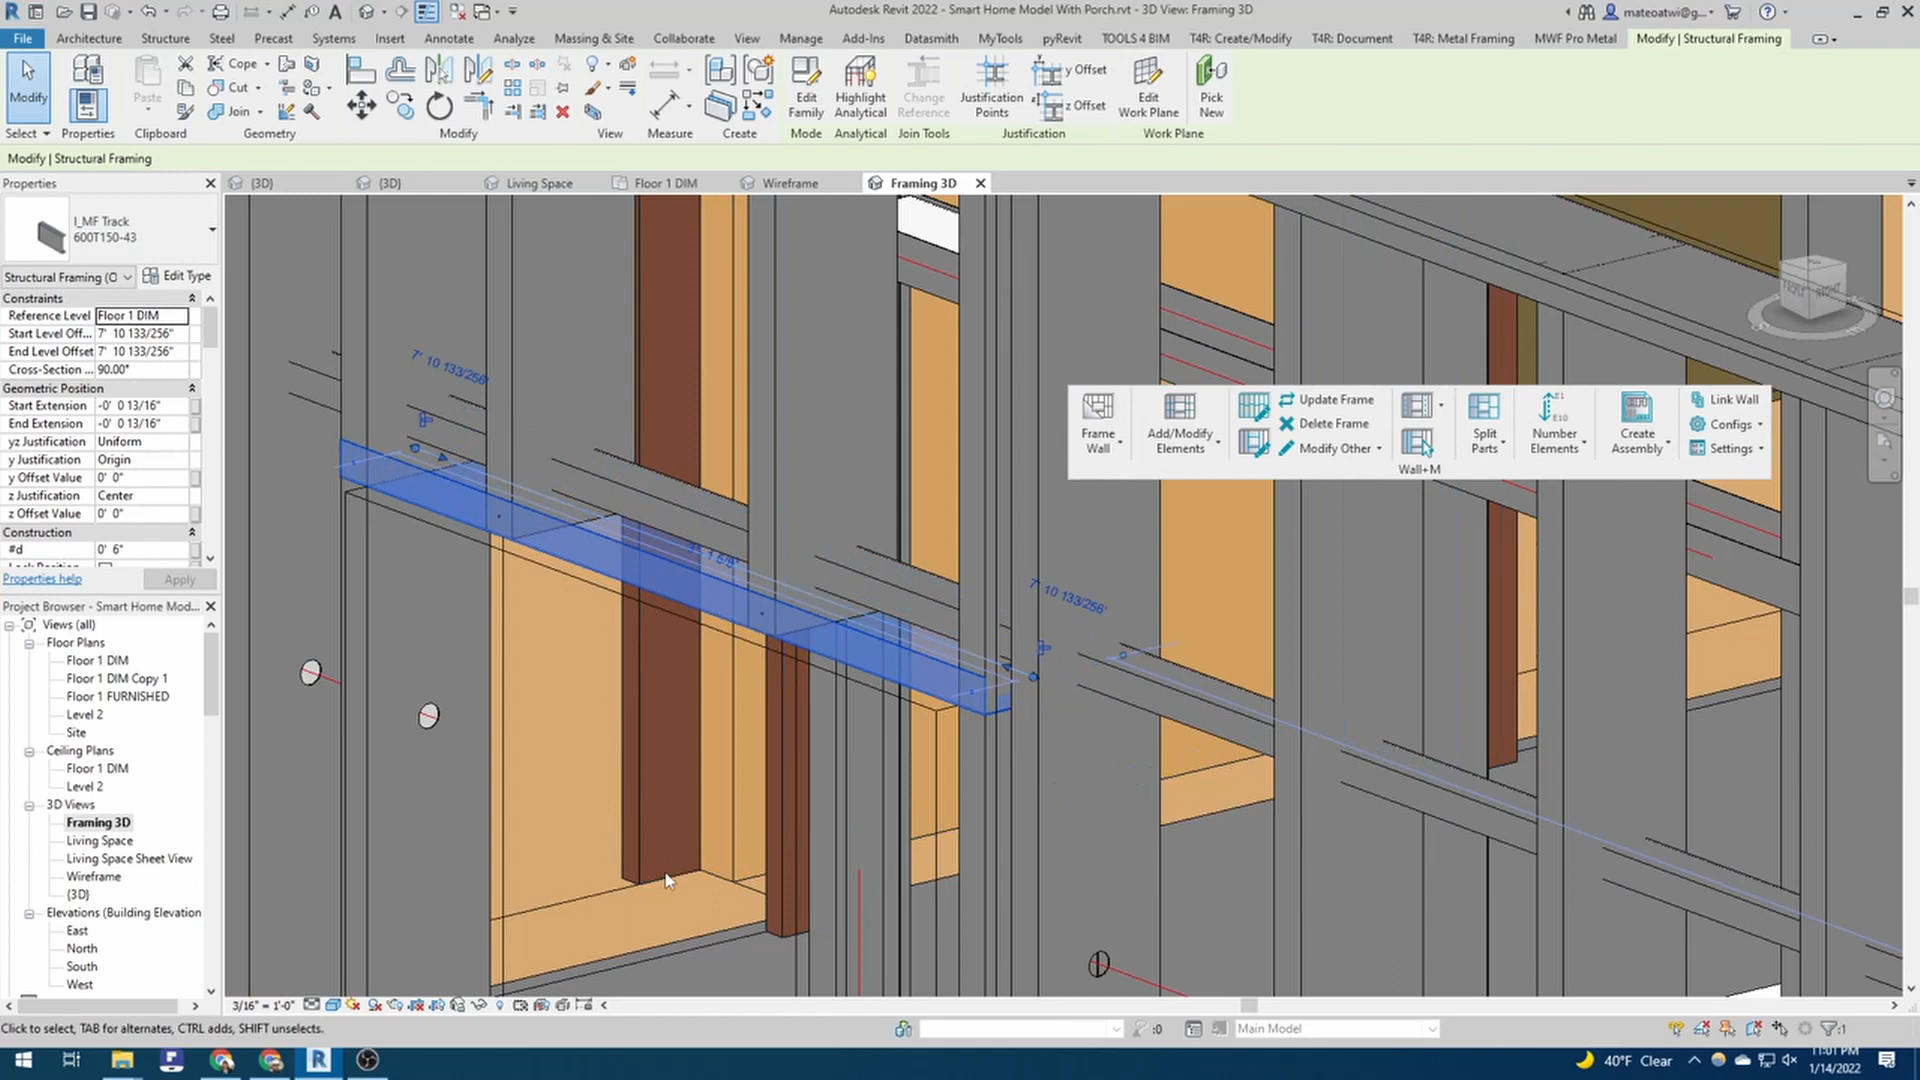 Autodesk Revit 2022 - Smart Home Model With Porch.rvt - 3D View: Framing 3D
mateoatwi@g...
File Architecture Structure Steel Precast Systems Insert Annotate Analyze Massing & Site Collaborate View Manage Add-Ins Datasmith MyTools pyRevit TOOLS 4 BIM T4R: Create/Modify T4R: Document T4R: Metal Framing MWF Pro Metal Modify | Structural Framing
Modify
Paste
Cope
Cut
Join
Edit Family
Highlight Analytical
Change Reference
Justification Points
y Offset
z Offset
Edit Work Plane
Pick New
Select Properties Clipboard Geometry Modify View Measure Create Mode Analytical Join Tools Justification Work Plane
Modify | Structural Framing
Properties
{3D}
{3D}
Living Space
Floor 1 DIM
Wireframe
Framing 3D
I_MF Track
600T150-43
Structural Framing (O
Edit Type
Constraints
Reference Level Floor 1 DIM
Start Level Off... 7' 10 133/256"
End Level Offset 7' 10 133/256"
Cross-Section ... 90.00°
Geometric Position
Start Extension -0' 0 13/16"
End Extension -0' 0 13/16"
yz Justification Uniform
y Justification Origin
y Offset Value 0' 0"
z Justification Center
z Offset Value 0' 0"
Construction
#d 0' 6"
Properties help
Apply
Project Browser - Smart Home Mod...
Views (all)
Floor Plans
Floor 1 DIM
Floor 1 DIM Copy 1
Floor 1 FURNISHED
Level 2
Site
Ceiling Plans
Floor 1 DIM
Level 2
3D Views
Framing 3D
Living Space
Living Space Sheet View
Wireframe
{3D}
Elevations (Building Elevation
East
North
South
West
7' 10 133/256"
7' 10 133/256"
RIGHT
Frame Wall
Add/Modify Elements
Update Frame
Delete Frame
Modify Other
Wall+M
Split Parts
Number Elements
E1
E10
Create Assembly
Link Wall
Configs
Settings
3/16" = 1'-0"
Click to select, TAB for alternates, CTRL adds, SHIFT unselects.
:0
Main Model
:1
40°F Clear
11:01 PM
1/14/2022